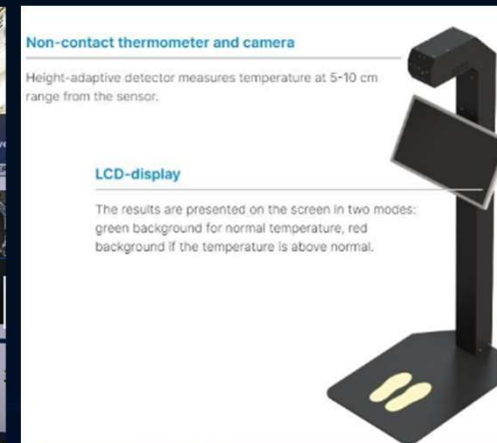 Non-contact thermometer and camera
Height-adaptive detector measures temperature at 5-10 cm
range from the sensor.
LCD-display
The results are presented on the screen in two modes:
green background for normal temperature, red
background if the temperature is above normal.